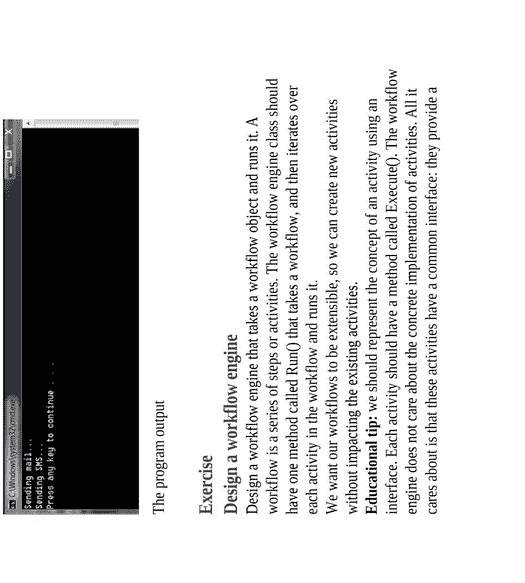 C:\Windows\system32\cmd.exe
Sending mail...
Sending SMS...
Press any key to continue . . .
The program output
Exercise
Design a workflow engine
Design a workflow engine that takes a workflow object and runs it. A
workflow is a series of steps or activities. The workflow engine class should
have one method called Run() that takes a workflow, and then iterates over
each activity in the workflow and runs it.
We want our workflows to be extensible, so we can create new activities
without impacting the existing activities.
Educational tip: we should represent the concept of an activity using an
interface. Each activity should have a method called Execute(). The workflow
engine does not care about the concrete implementation of activities. All it
cares about is that these activities have a common interface: they provide a